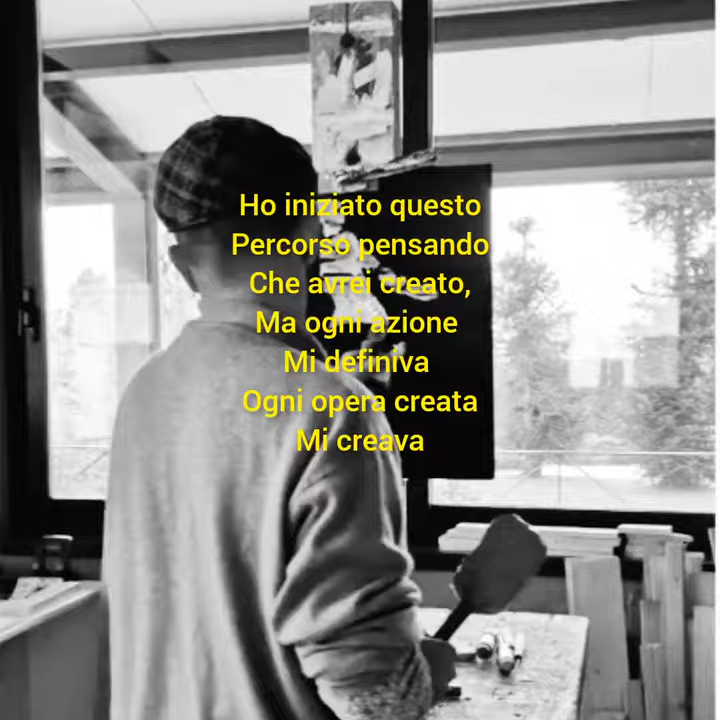 Ho iniziato questo
Percorso pensando
Che avrei creato,
Ma ogni azione
Mi definiva
Ogni opera creata
Mi creava